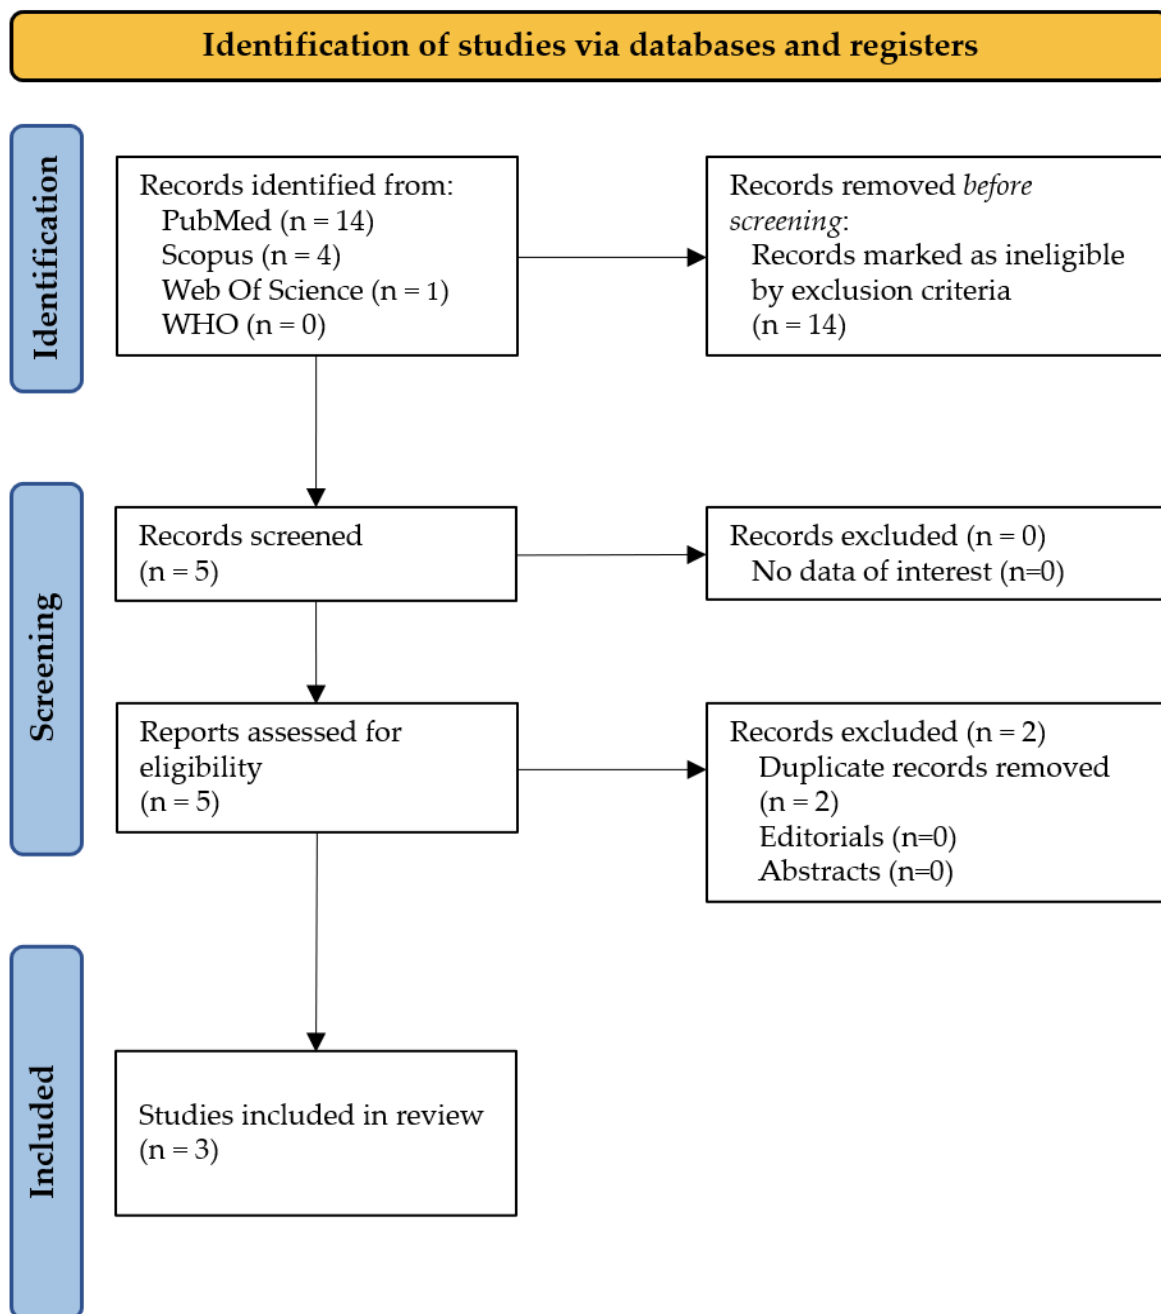 Identification of studies via databases and registers
Identification
Records identified from:
PubMed (n = 14)
Scopus (n = 4)
Web Of Science (n = 1)
WHO (n = 0)
Records removed before
screening:
Records marked as ineligible
by exclusion criteria
(n = 14)
Screening
Records screened
(n = 5)
Records excluded (n = 0)
No data of interest (n=0)
Reports assessed for
eligibility
(n = 5)
Records excluded (n = 2)
Duplicate records removed
(n = 2)
Editorials (n=0)
Abstracts (n=0)
Included
Studies included in review
(n = 3)